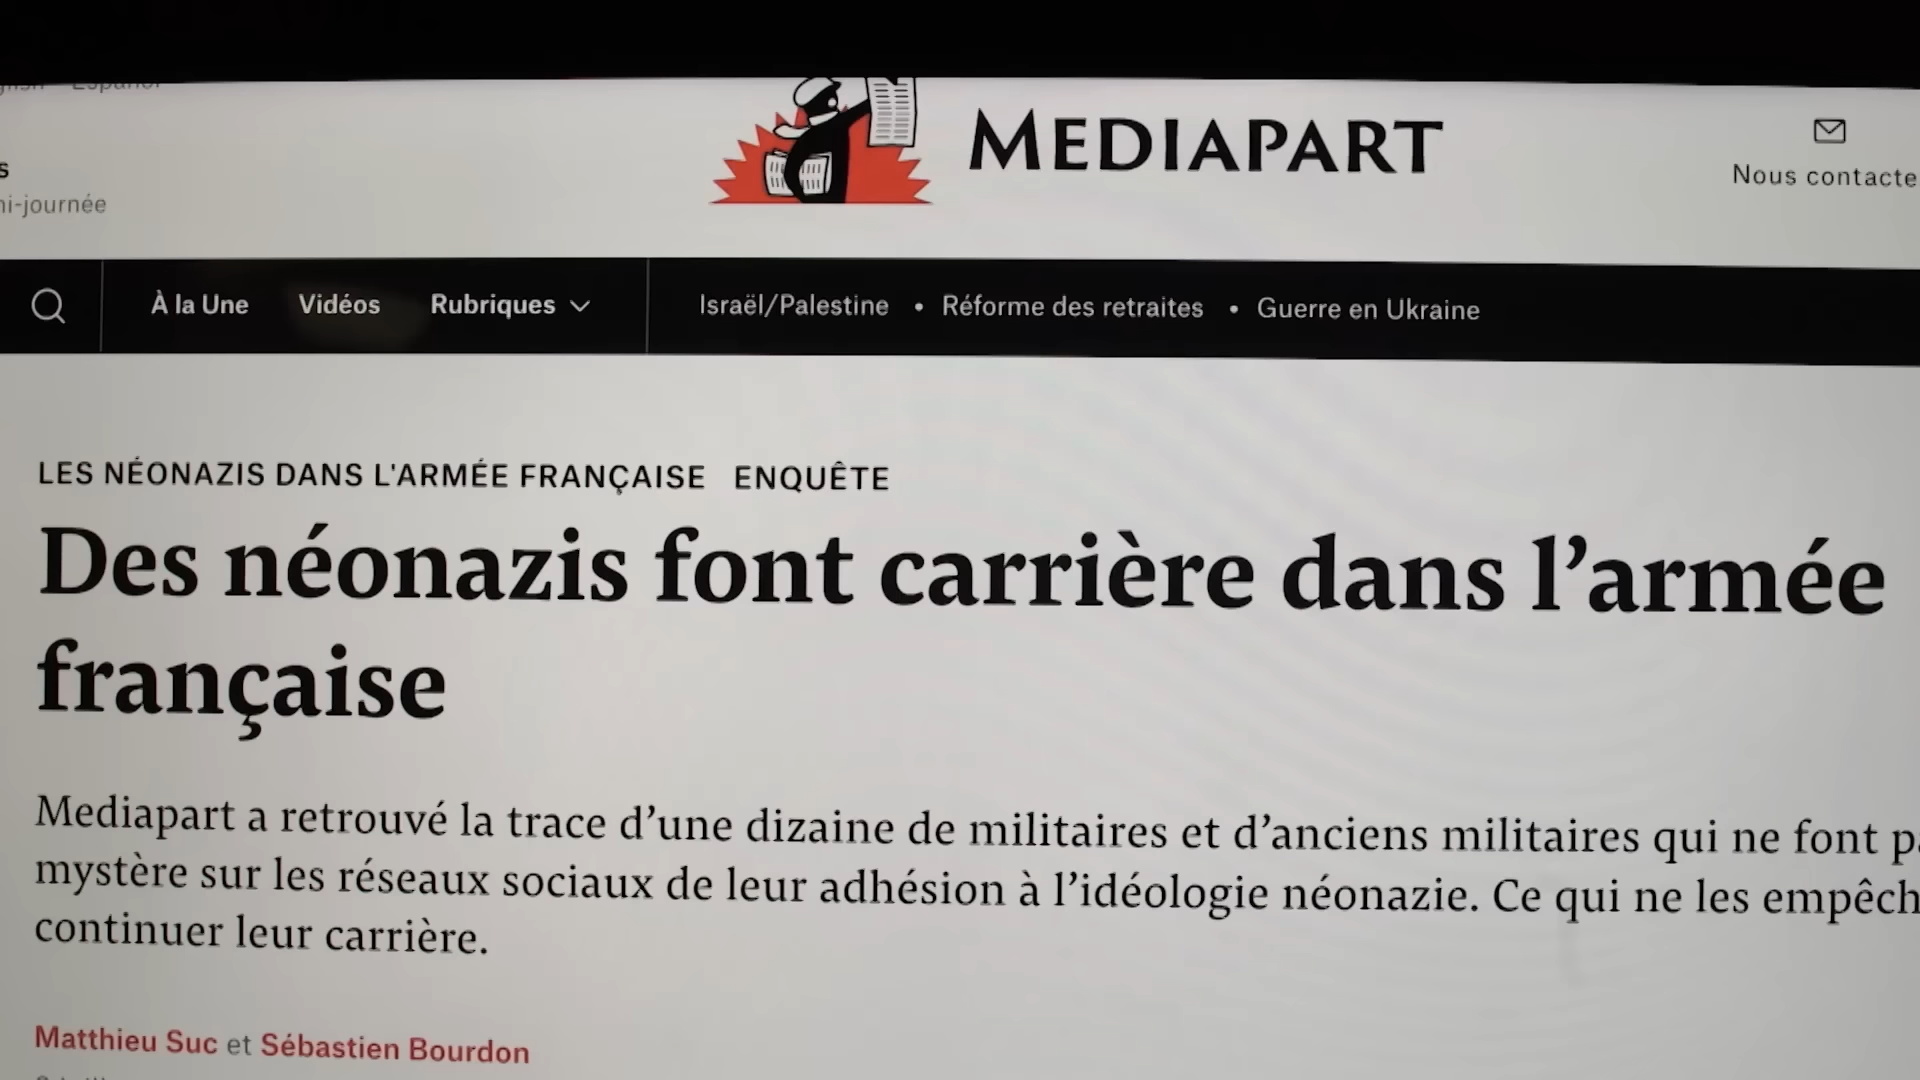 Español
MEDIAPART
Nous contacte
s
ni-journée
À la Une
Vidéos
Rubriques
Israël/Palestine • Réforme des retraites • Guerre en Ukraine
LES NÉONAZIS DANS L'ARMÉE FRANÇAISE ENQUÊTE
Des néonazis font carrière dans l’armée
française
Mediapart a retrouvé la trace d’une dizaine de militaires et d’anciens militaires qui ne font pa
mystère sur les réseaux sociaux de leur adhésion à l’idéologie néonazie. Ce qui ne les empêch
continuer leur carrière.
Matthieu Suc et Sébastien Bourdon